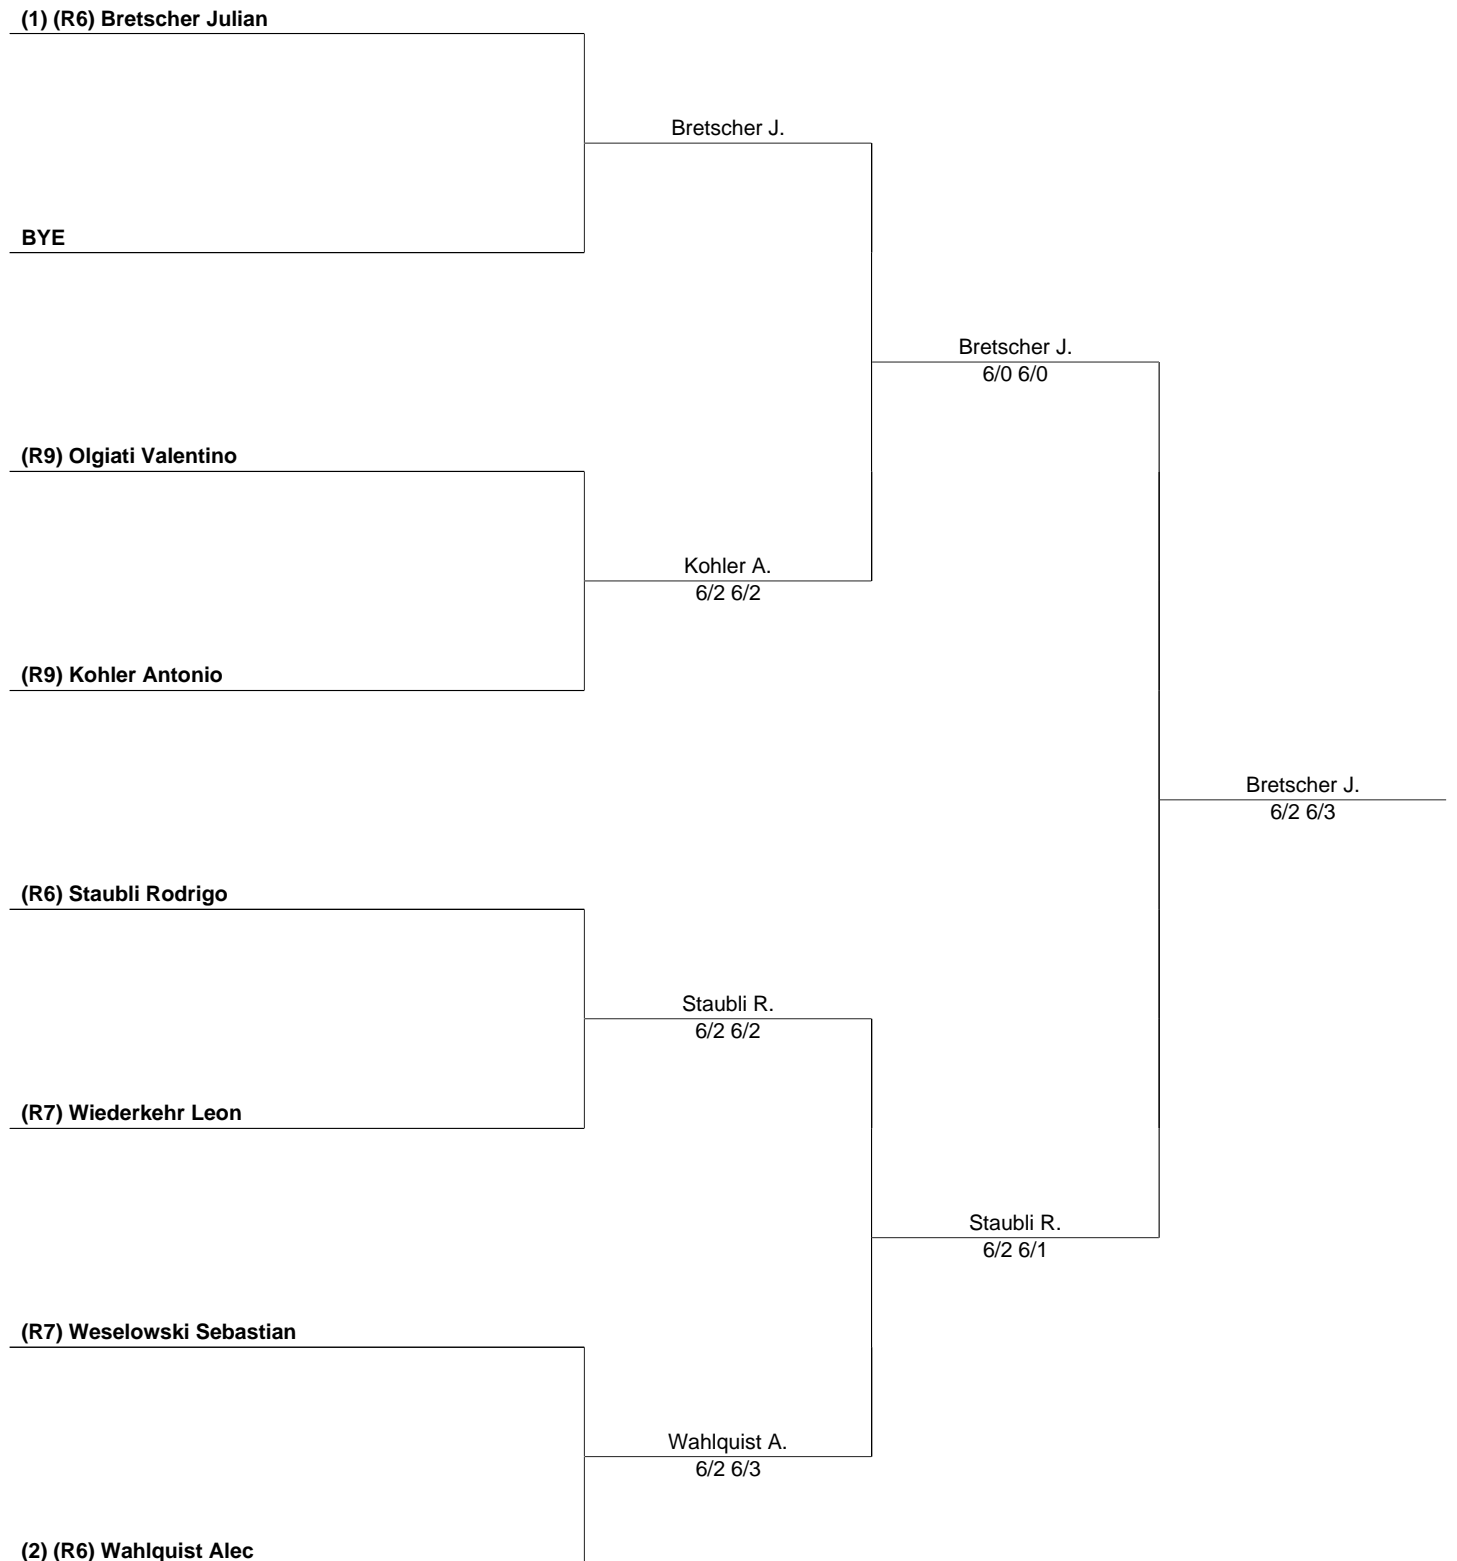 (1) (R6) Bretscher Julian
Bretscher J.
BYE
Bretscher J.
6/0 6/0
(R9) Olgiati Valentino
Kohler A.
6/2 6/2
(R9) Kohler Antonio
Bretscher J.
6/2 6/3
(R6) Staubli Rodrigo
Staubli R.
6/2 6/2
(R7) Wiederkehr Leon
Staubli R.
6/2 6/1
(R7) Weselowski Sebastian
Wahlquist A.
6/2 6/3
(2) (R6) Wahlquist Alec